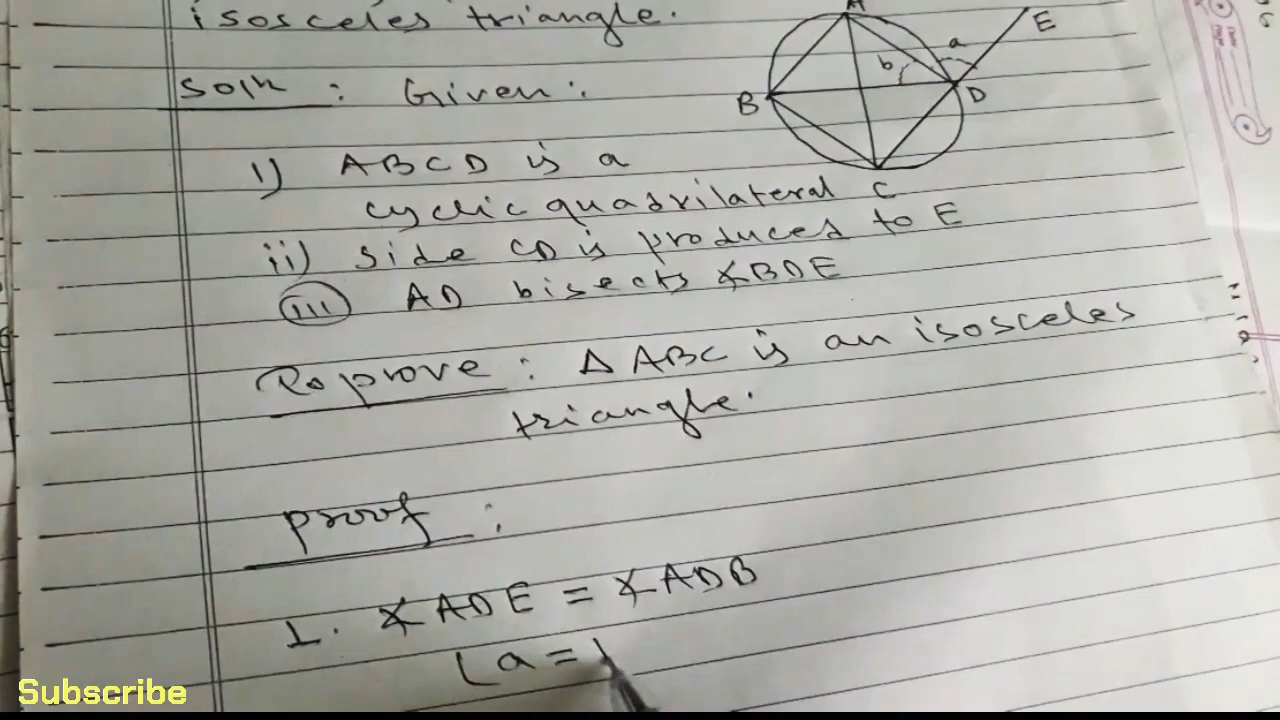 isosceles triangle.
A
E
a
b
B
D
C
Soln : Given :
i) ABCD is a
cyclic quadrilateral
ii) Side CD is produced to E
iii) AD bisects ∡BDE
To prove : Δ ABC is an isosceles
triangle.
Proof :
1. ∡ADE = ∡ADB
( a =
Subscribe